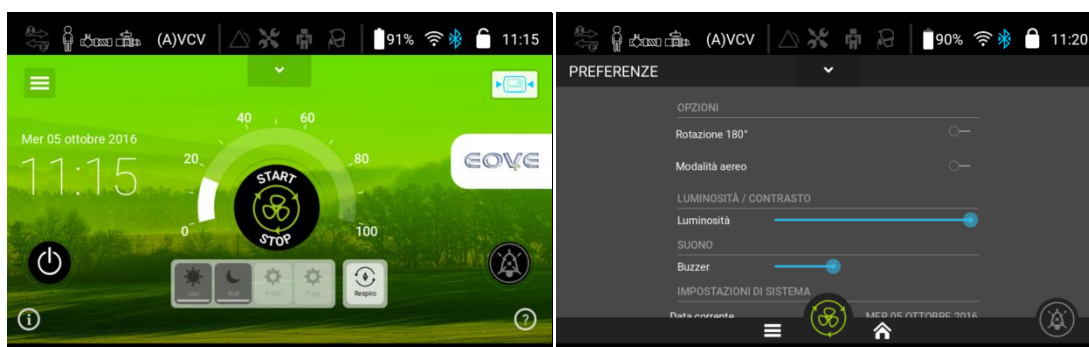 (A)VCV
91%
11:15
Mer 05 ottobre 2016
11:15
0
20
40
60
80
100
START
STOP
EOVE
Prog
Prog
Respiro
i
?
(A)VCV
90%
11:20
PREFERENZE
OPZIONI
Rotazione 180°
Modalità aereo
LUMINOSITÀ / CONTRASTO
Luminosità
SUONO
Buzzer
IMPOSTAZIONI DI SISTEMA
Data corrente MER 05 OTTOBRE 2016